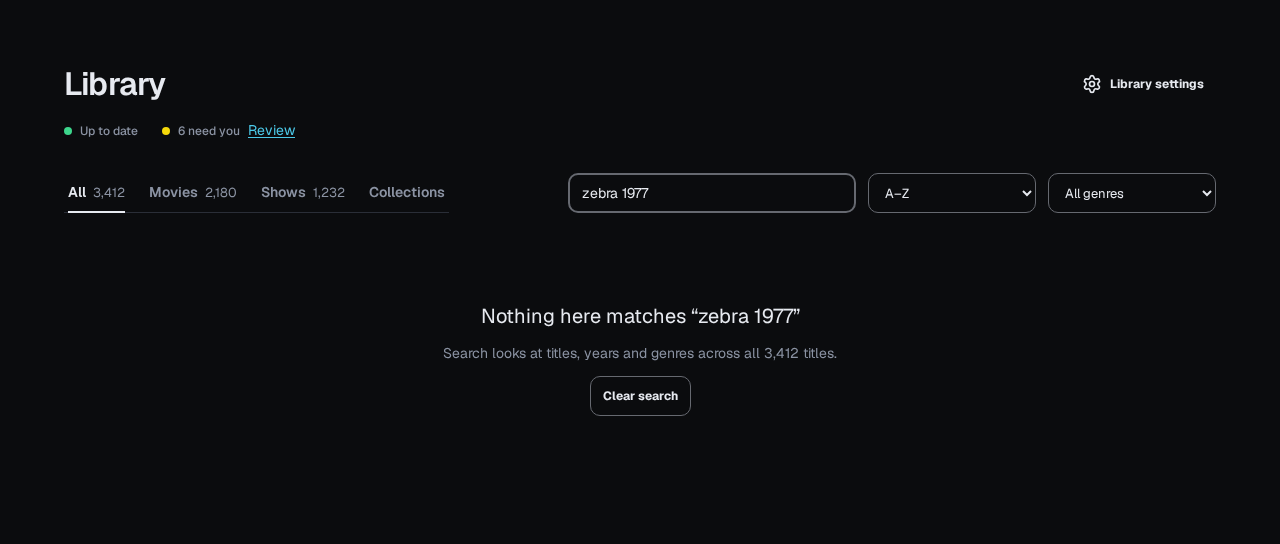 Library
Library settings
Up to date
6 need you Review
All 3,412
Movies 2,180
Shows 1,232
Collections
zebra 1977
A–Z
All genres
Nothing here matches “zebra 1977”
Search looks at titles, years and genres across all 3,412 titles.
Clear search